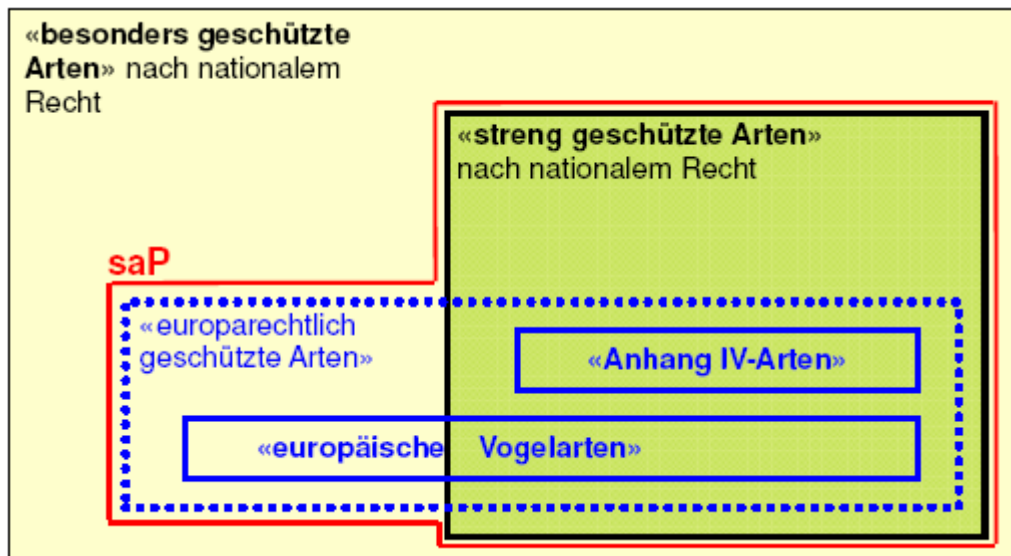 «besonders geschützte
Arten» nach nationalem
Recht
«streng geschützte Arten»
nach nationalem Recht
saP
«europarechtlich
geschützte Arten»
«Anhang IV-Arten»
«europäische Vogelarten»